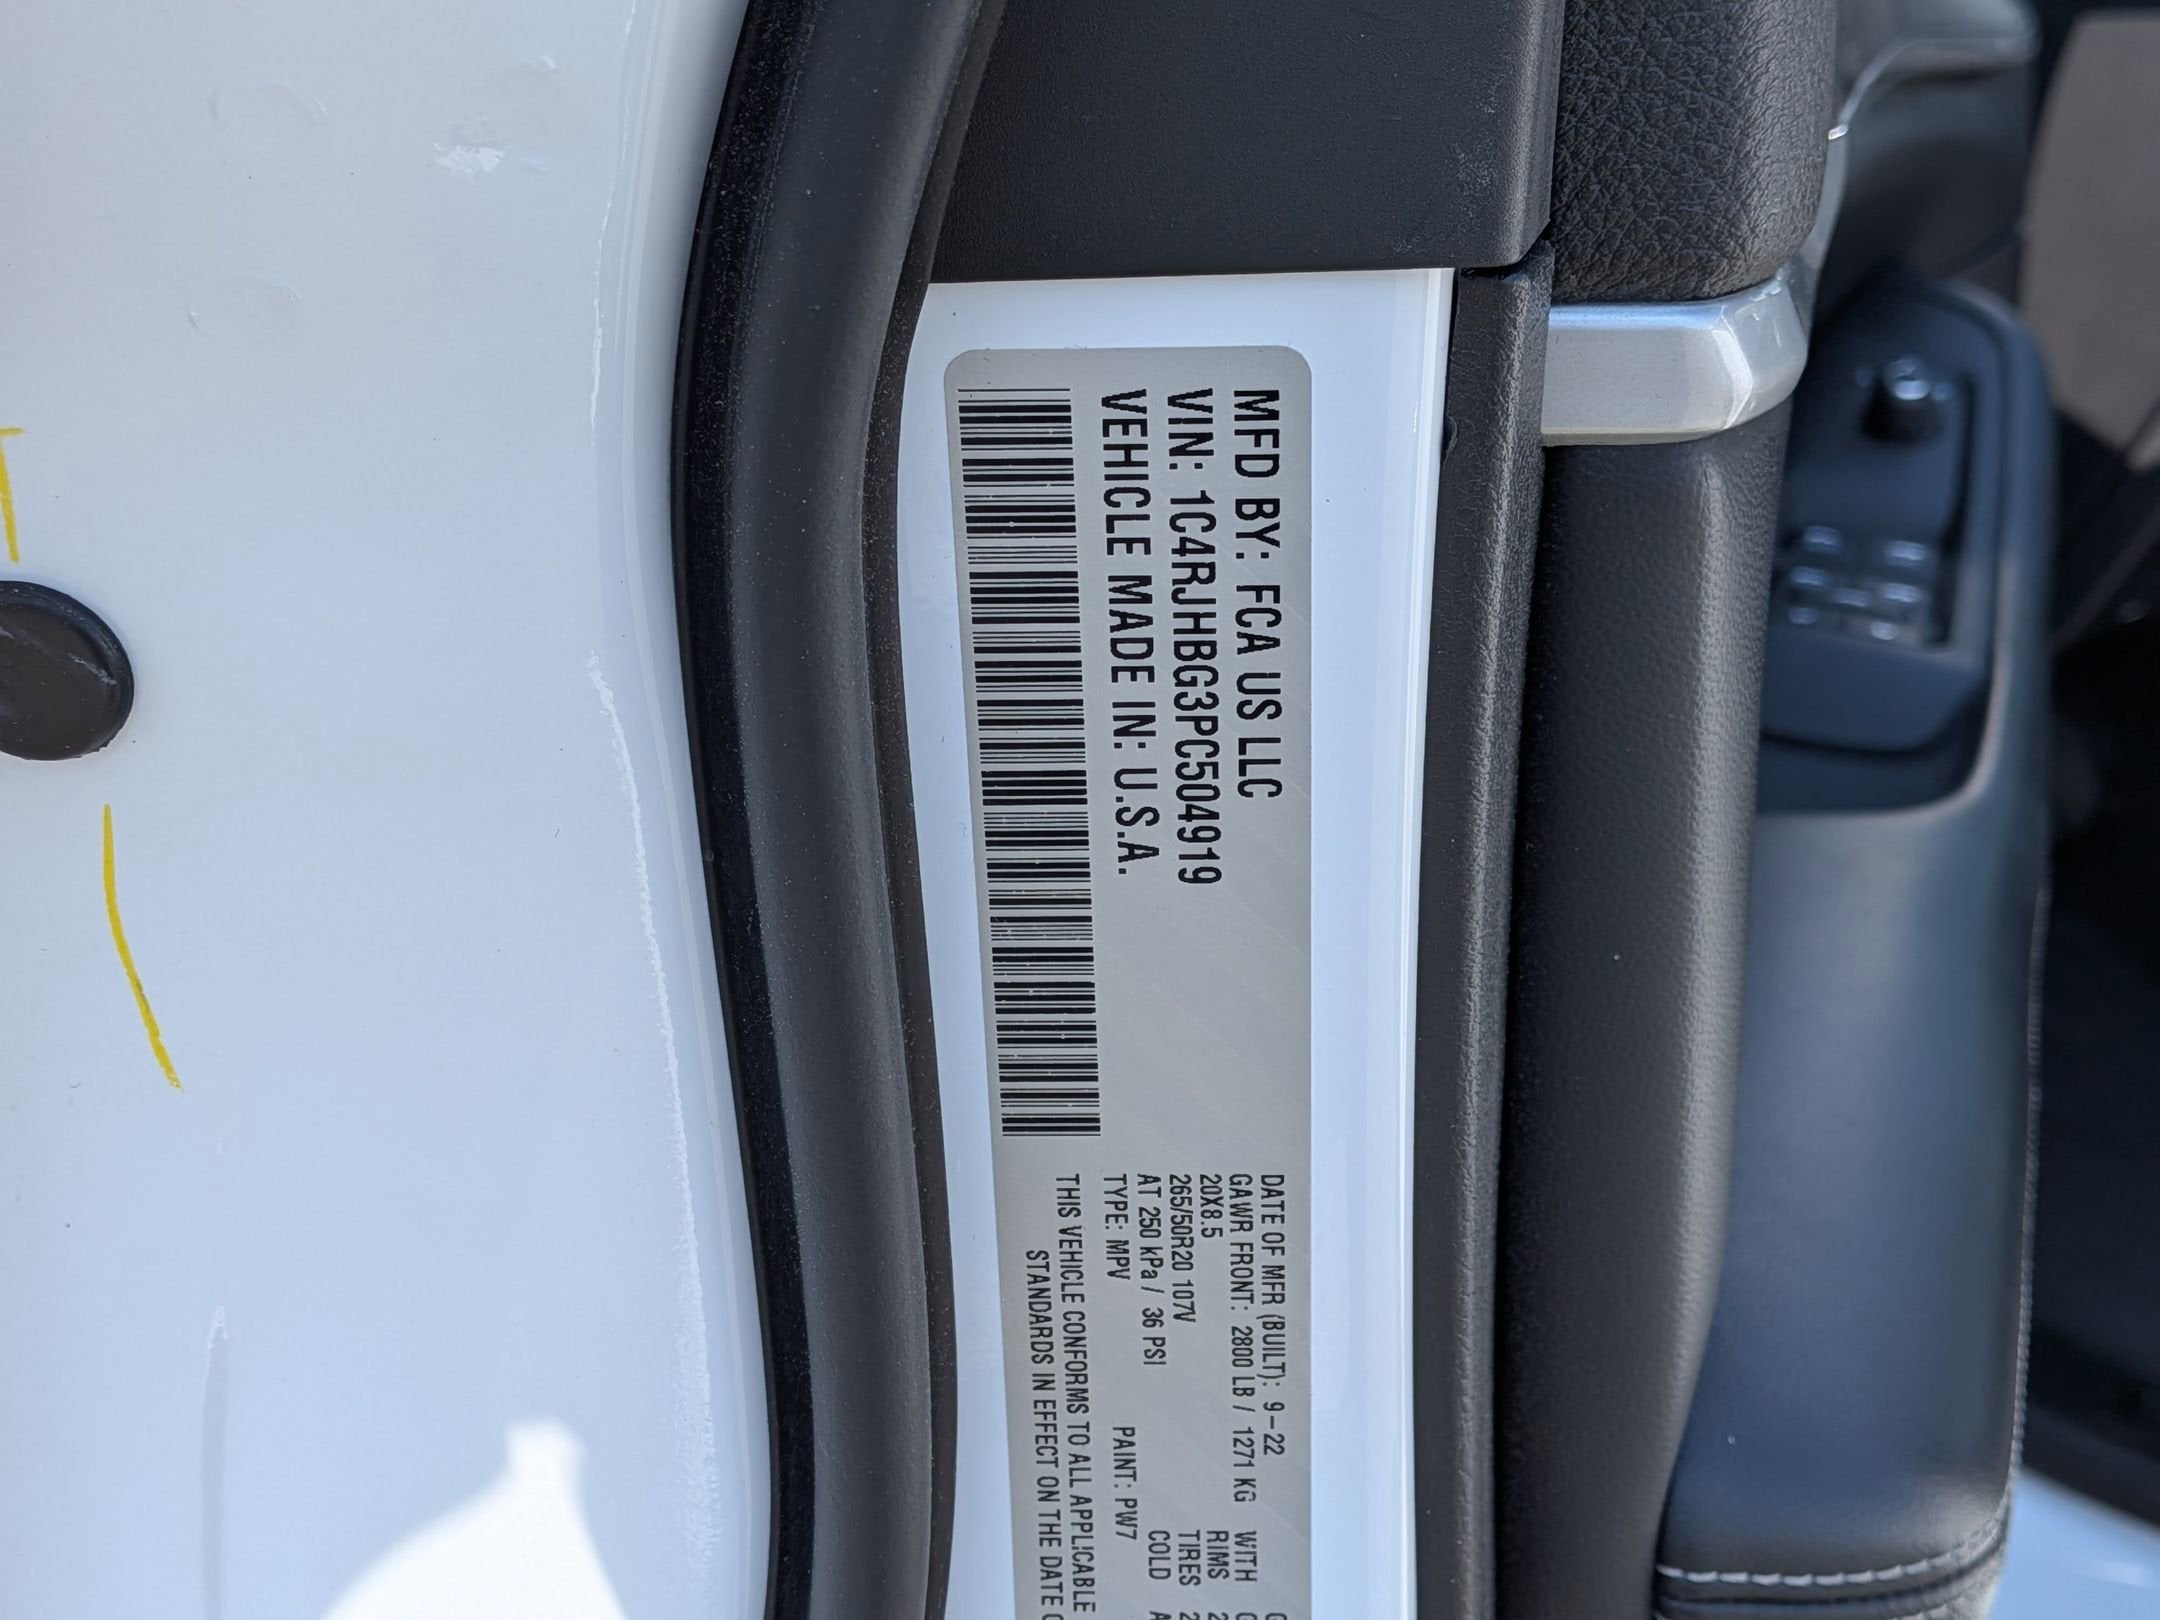 MFD BY: FCA US LLC
VIN: 1C4RJHBG3PC504919
VEHICLE MADE IN: U.S.A.
DATE OF MFR (BUILT): 9-22
GAWR FRONT: 2800 LB / 1271 KG WITH
20X8.5 RIMS
265/50R20 107V TIRES
AT 250 kPa / 36 PSI COLD
TYPE: MPV PAINT: PW7
THIS VEHICLE CONFORMS TO ALL APPLICABLE
STANDARDS IN EFFECT ON THE DATE